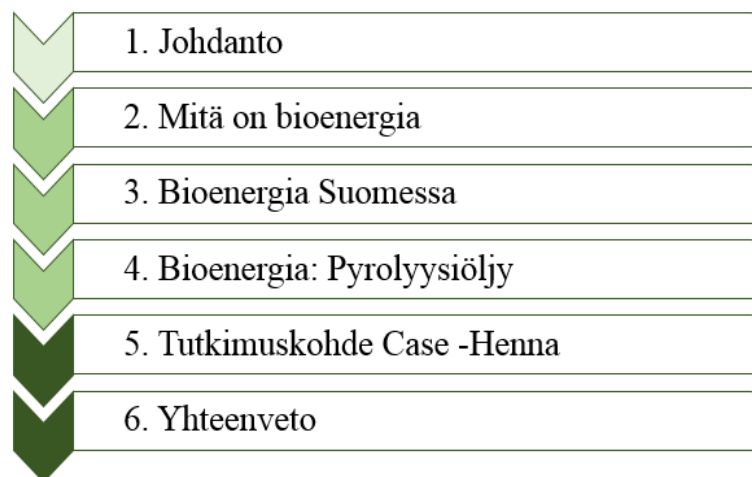 1. Johdanto
2. Mitä on bioenergia
3. Bioenergia Suomessa
4. Bioenergia: Pyrolyysiöljy
5. Tutkimuskohde Case -Henna
6. Yhteenveto